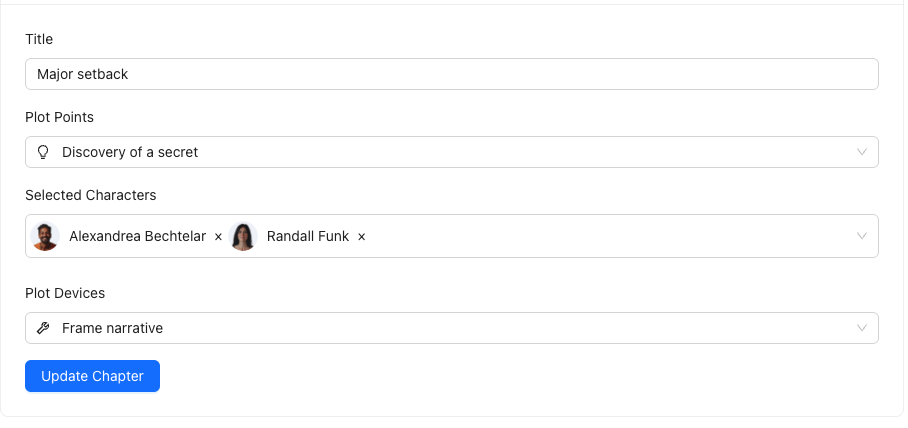 Title
Major setback
Plot Points
Discovery of a secret
Selected Characters
Alexandrea Bechtelar × Randall Funk ×
Plot Devices
Frame narrative
Update Chapter